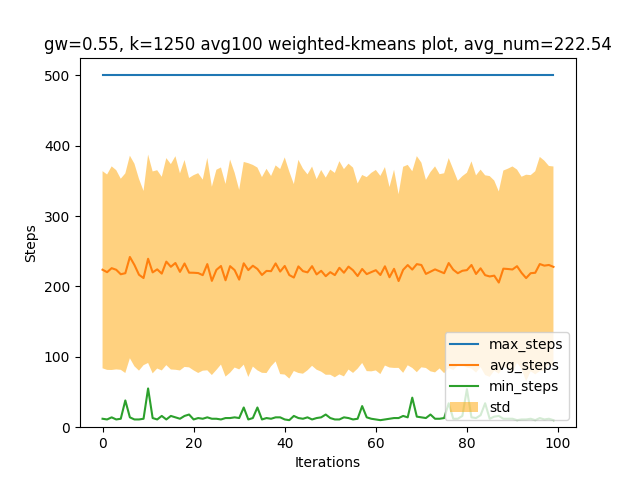 gw=0.55, k=1250 avg100 weighted-kmeans plot, avg_num=222.54
500
400
300
200
100
0
Steps
0 20 40 60 80 100
Iterations
max_steps
avg_steps
min_steps
std